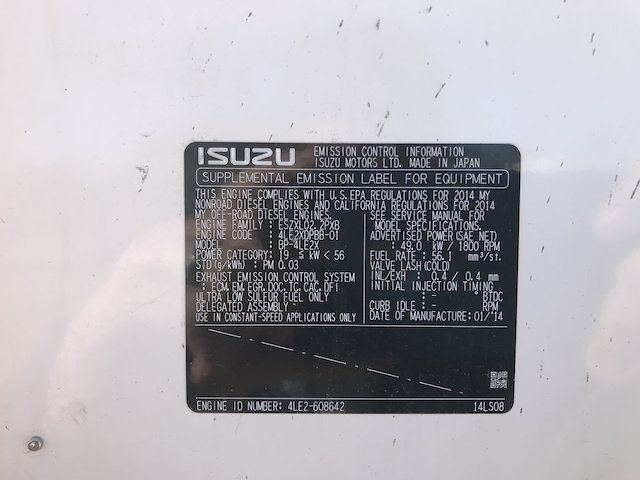 ISUZU
EMISSION CONTROL INFORMATION
ISUZU MOTORS LTD. MADE IN JAPAN
SUPPLEMENTAL EMISSION LABEL FOR EQUIPMENT
THIS ENGINE COMPLIES WITH U.S.EPA REGULATIONS FOR 2014 MY
NONROAD DIESEL ENGINES AND CALIFORNIA REGULATIONS FOR 2014
MY OFF-ROAD DIESEL ENGINES.
ENGINE FAMILY : ESZXL02.2PXB
ENGINE CODE : 4LE2XDPBB-01
MODEL : BP-4LE2X
POWER CATEGORY : 19 ≤ kW < 56
STD (g/kWh) : PM 0.03
EXHAUST EMISSION CONTROL SYSTEM
: ECM, EM, EGR, DOC, TC, CAC, DFI
ULTRA LOW SULFUR FUEL ONLY
DELEGATED ASSEMBLY
USE IN CONSTANT-SPEED APPLICATIONS ONLY
SEE SERVICE MANUAL FOR
MODEL SPECIFICATIONS.
ADVERTISED POWER (SAE NET)
: 49.0 kW / 1800 RPM
FUEL RATE : 56.1 mm³/st.
VALVE LASH (COLD)
INL/EXH : 0.4 / 0.4 mm
INITIAL INJECTION TIMING
: - ° BTDC
CURB IDLE : - RPM
DATE OF MANUFACTURE: 01/'14
ENGINE ID NUMBER: 4LE2-608642
14LS08